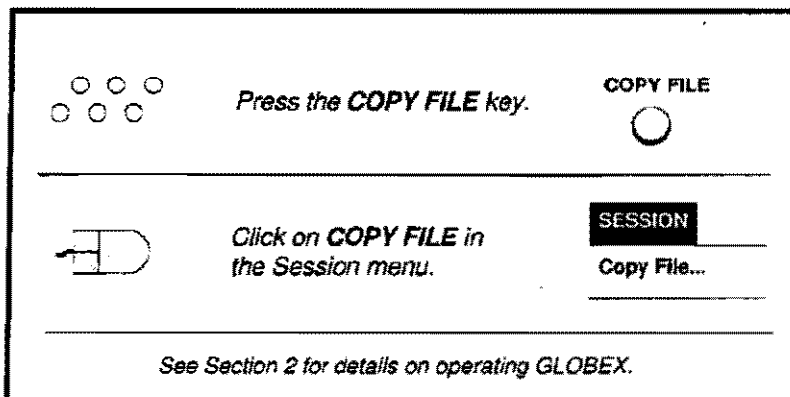 Press the COPY FILE key.
COPY FILE
Click on COPY FILE in
the Session menu.
SESSION
Copy File...
See Section 2 for details on operating GLOBEX.